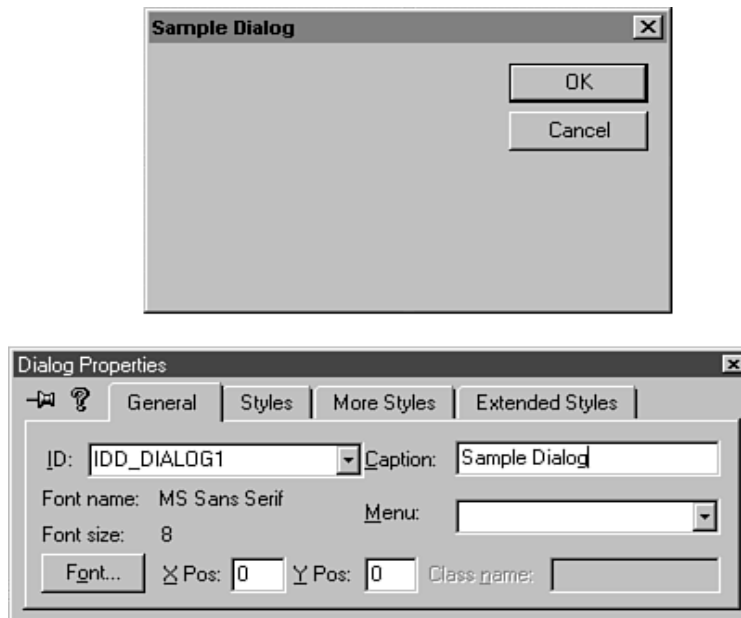 Sample Dialog
OK
Cancel
Dialog Properties
General Styles More Styles Extended Styles
ID: IDD_DIALOG1 Caption: Sample Dialog
Font name: MS Sans Serif Menu:
Font size: 8
Font... X Pos: 0 Y Pos: 0 Class name: